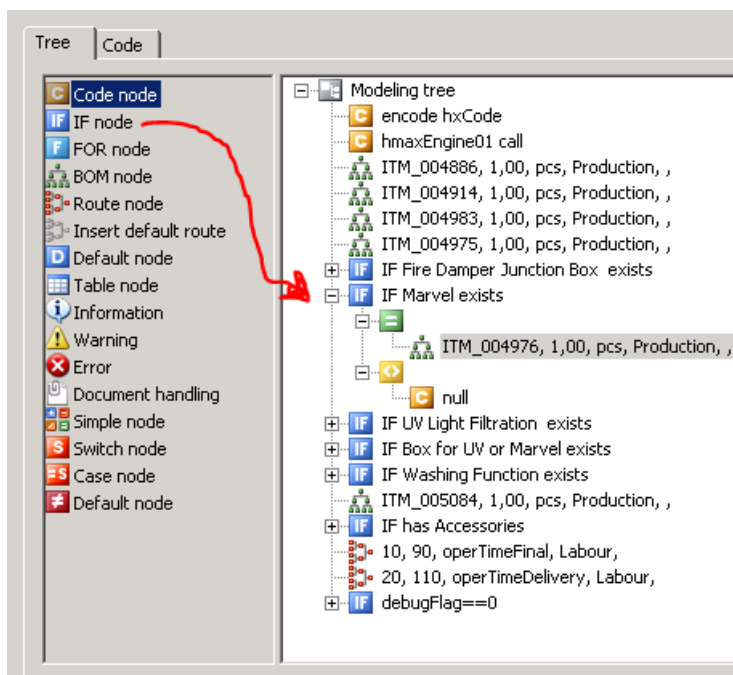 Tree
Code
Code node
IF node
FOR node
BOM node
Route node
Insert default route
Default node
Table node
Information
Warning
Error
Document handling
Simple node
Switch node
Case node
Default node
Modeling tree
encode hxCode
hmaxEngine01 call
ITM_004886, 1,00, pcs, Production, ,
ITM_004914, 1,00, pcs, Production, ,
ITM_004983, 1,00, pcs, Production, ,
ITM_004975, 1,00, pcs, Production, ,
IF Fire Damper Junction Box  exists
IF Marvel exists
ITM_004976, 1,00, pcs, Production, ,
null
IF UV Light Filtration  exists
IF Box for UV or Marvel exists
IF Washing Function exists
ITM_005084, 1,00, pcs, Production, ,
IF has Accessories
10, 90, operTimeFinal, Labour,
20, 110, operTimeDelivery, Labour,
debugFlag==0